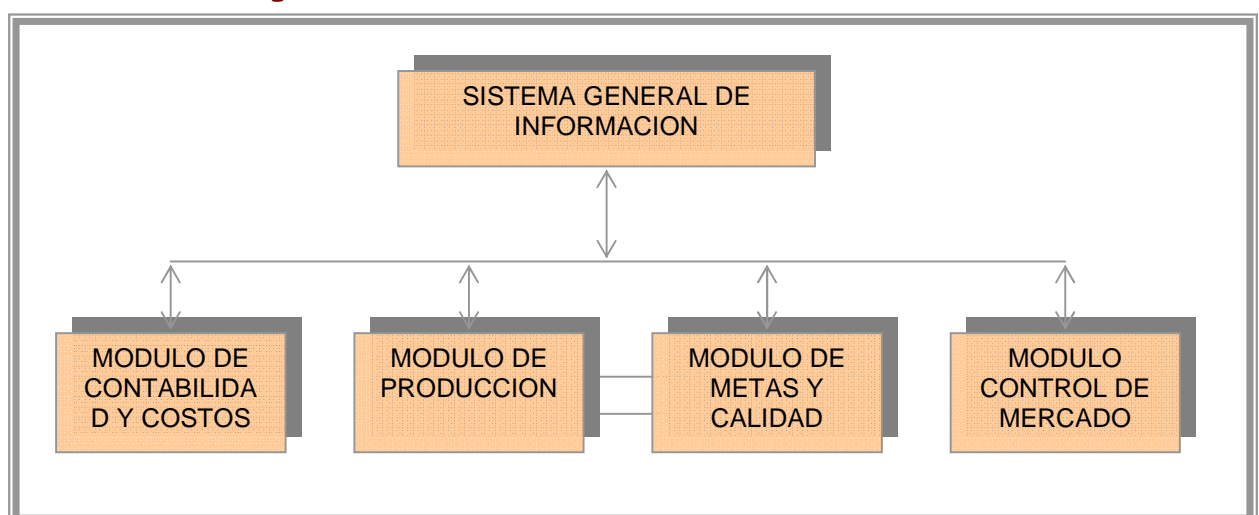 SISTEMA GENERAL DE
INFORMACION
MODULO DE
CONTABILIDA
D Y COSTOS
MODULO DE
PRODUCCION
MODULO DE
METAS Y
CALIDAD
MODULO
CONTROL DE
MERCADO